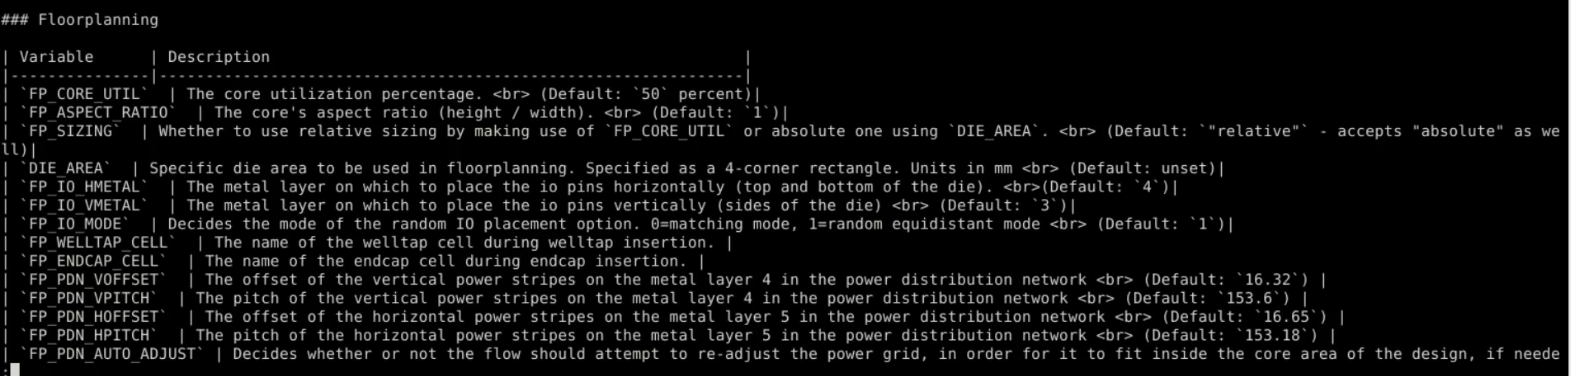 ### Floorplanning
| Variable      | Description                                                   |
|---------------|---------------------------------------------------------------|
| `FP_CORE_UTIL`  | The core utilization percentage. <br> (Default: `50` percent)|
| `FP_ASPECT_RATIO`  | The core's aspect ratio (height / width). <br> (Default: `1`)|
| `FP_SIZING`  | Whether to use relative sizing by making use of `FP_CORE_UTIL` or absolute one using `DIE_AREA`. <br> (Default: `"relative"` - accepts "absolute" as we
ll)|
| `DIE_AREA`  | Specific die area to be used in floorplanning. Specified as a 4-corner rectangle. Units in mm <br> (Default: unset)|
| `FP_IO_HMETAL`  | The metal layer on which to place the io pins horizontally (top and bottom of the die). <br>(Default: `4`)|
| `FP_IO_VMETAL`  | The metal layer on which to place the io pins vertically (sides of the die) <br> (Default: `3`)|
| `FP_IO_MODE`  | Decides the mode of the random IO placement option. 0=matching mode, 1=random equidistant mode <br> (Default: `1`)|
| `FP_WELLTAP_CELL`  | The name of the welltap cell during welltap insertion. |
| `FP_ENDCAP_CELL`  | The name of the endcap cell during endcap insertion. |
| `FP_PDN_VOFFSET`  | The offset of the vertical power stripes on the metal layer 4 in the power distribution network <br> (Default: `16.32`) |
| `FP_PDN_VPITCH`  | The pitch of the vertical power stripes on the metal layer 4 in the power distribution network <br> (Default: `153.6`) |
| `FP_PDN_HOFFSET`  | The offset of the horizontal power stripes on the metal layer 5 in the power distribution network <br> (Default: `16.65`) |
| `FP_PDN_HPITCH`  | The pitch of the horizontal power stripes on the metal layer 5 in the power distribution network <br> (Default: `153.18`) |
| `FP_PDN_AUTO_ADJUST` | Decides whether or not the flow should attempt to re-adjust the power grid, in order for it to fit inside the core area of the design, if neede
: